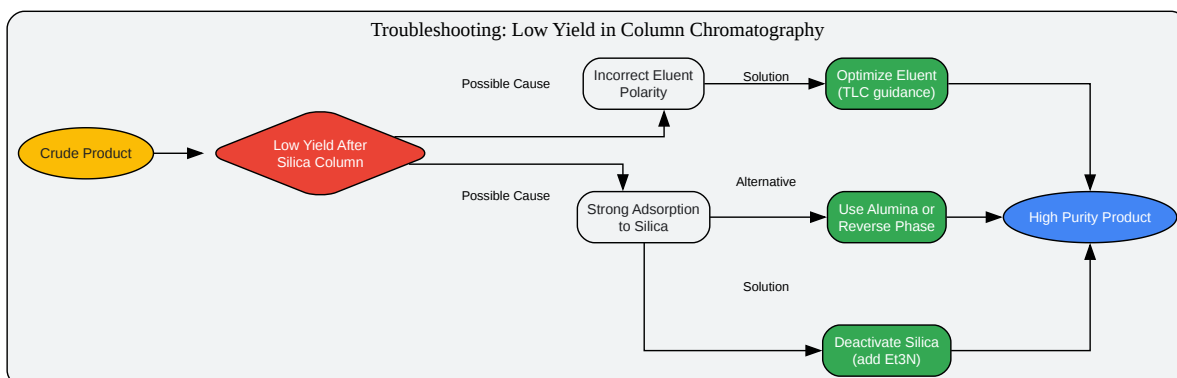 Troubleshooting: Low Yield in Column Chromatography
Possible Cause
Incorrect Eluent
Polarity
Solution
Optimize Eluent
(TLC guidance)
Crude Product
Low Yield After
Silica Column
Possible Cause
Strong Adsorption
to Silica
Alternative
Use Alumina or
Reverse Phase
High Purity Product
Solution
Deactivate Silica
(add Et3N)